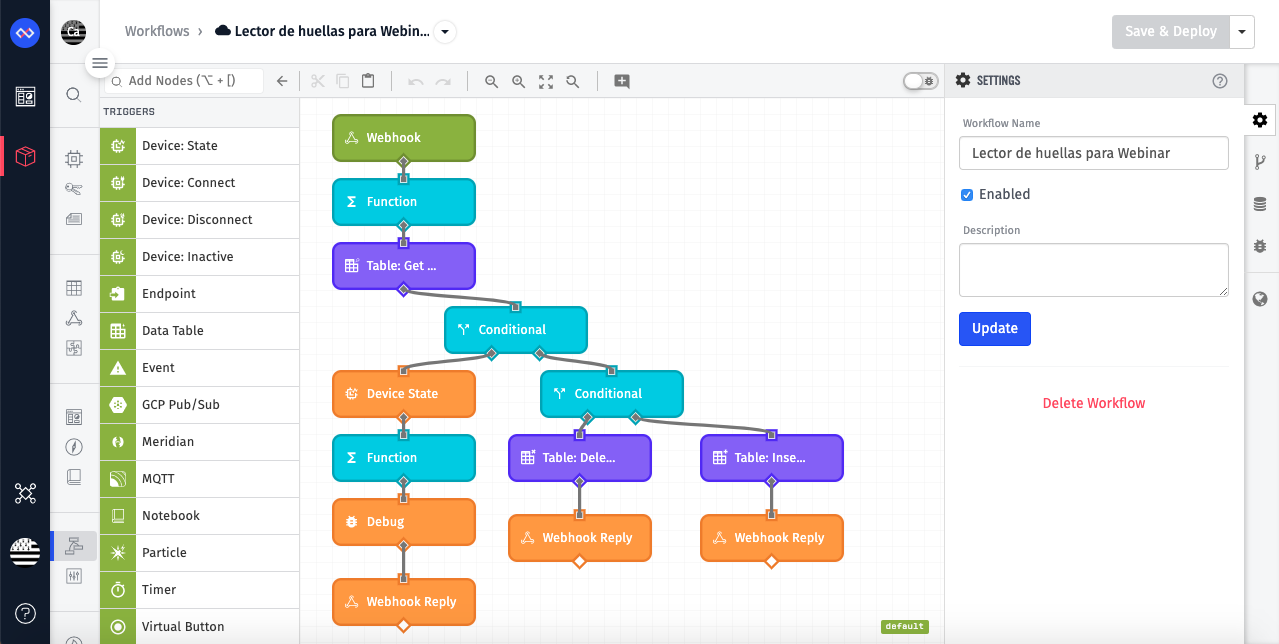 Ca
Workflows › Lector de huellas para Webin...
Save & Deploy
Add Nodes (⌥ + [)
SETTINGS
TRIGGERS
Device: State
Device: Connect
Device: Disconnect
Device: Inactive
Endpoint
Data Table
Event
GCP Pub/Sub
Meridian
MQTT
Notebook
Particle
Timer
Virtual Button
Webhook
Function
Table: Get ...
Conditional
Device State
Conditional
Function
Table: Dele...
Table: Inse...
Debug
Webhook Reply
Webhook Reply
Webhook Reply
default
Workflow Name
Lector de huellas para Webinar
Enabled
Description
Update
Delete Workflow